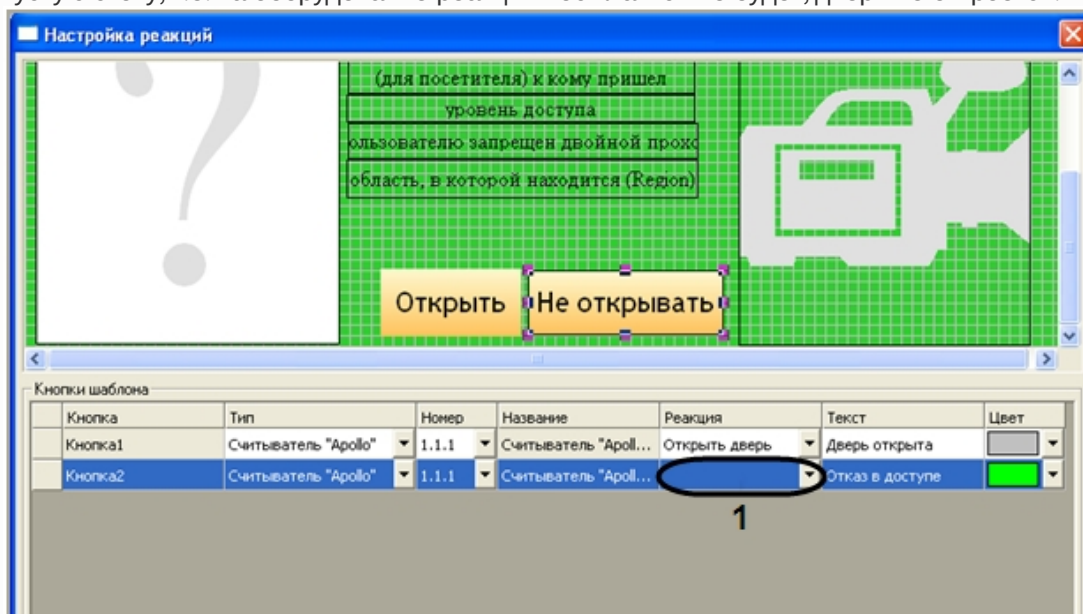 Настройка реакций
(для посетителя) к кому пришел
уровень доступа
ользователю запрещен двойной прохо
область, в которой находится (Region)
Открыть Не открывать
Кнопки шаблона
Кнопка Тип Номер Название Реакция Текст Цвет
Кнопка1 Считыватель "Apollo" 1.1.1 Считыватель "Apoll... Открыть дверь Дверь открыта
Кнопка2 Считыватель "Apollo" 1.1.1 Считыватель "Apoll... Отказ в доступе
1